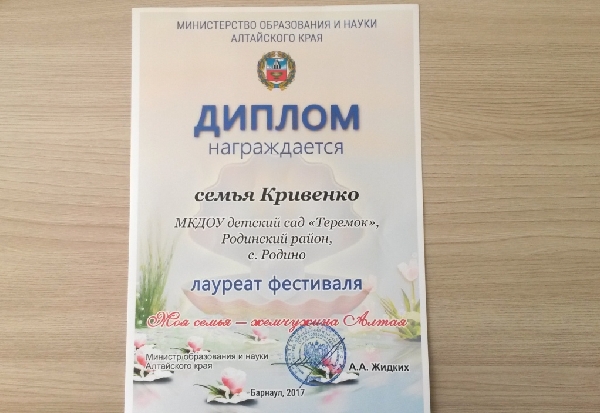 МИНИСТЕРСТВО ОБРАЗОВАНИЯ И НАУКИ
АЛТАЙСКОГО КРАЯ
ДИПЛОМ
награждается
семья Кривенко
МКДОУ детский сад «Теремок»,
Родинский район,
с. Родино
лауреат фестиваля
Моя семья — жемчужина Алтая
Министр образования и науки
Алтайского края
А.А. Жидких
Барнаул, 2017